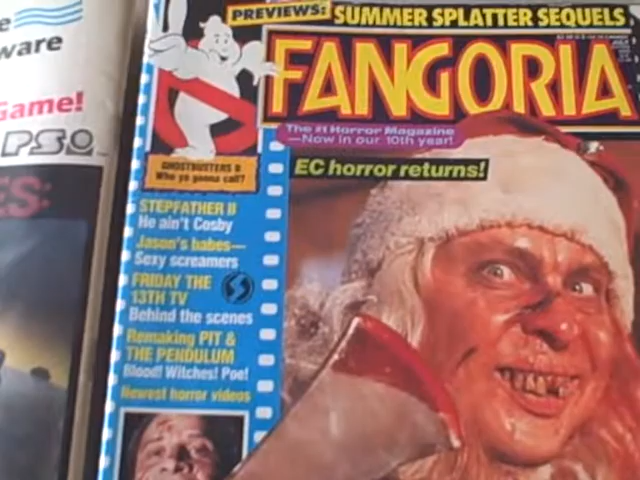 e
ware
Game!
PS
ES:
PREVIEWS: SUMMER SPLATTER SEQUELS
FANGORIA
JULY
The #1 Horror Magazine
—Now in our 10th year!
EC horror returns!
GHOSTBUSTERS II
Who ya gonna call?
STEPFATHER II
He ain't Cosby
Jason's babes—
Sexy screamers
FRIDAY THE
13TH TV
Behind the scenes
Remaking PIT &
THE PENDULUM
Blood! Witches! Poe!
Newest horror videos